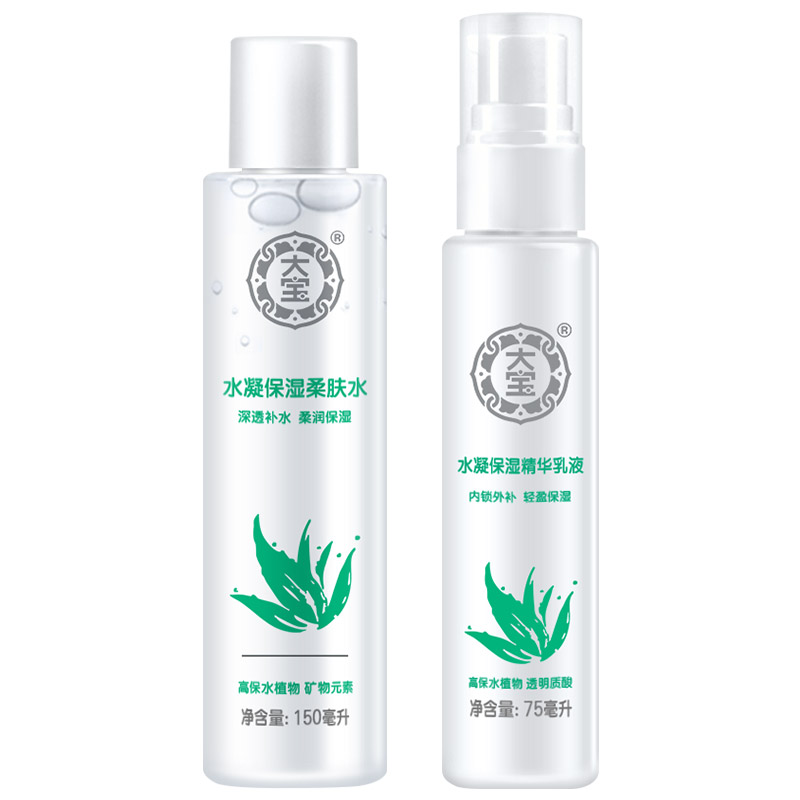 大宝
®
水凝保湿柔肤水
深透补水 柔润保湿
高保水植物 矿物元素
净含量: 150毫升
大宝
®
水凝保湿精华乳液
内锁外补 轻盈保湿
高保水植物 透明质酸
净含量: 75毫升